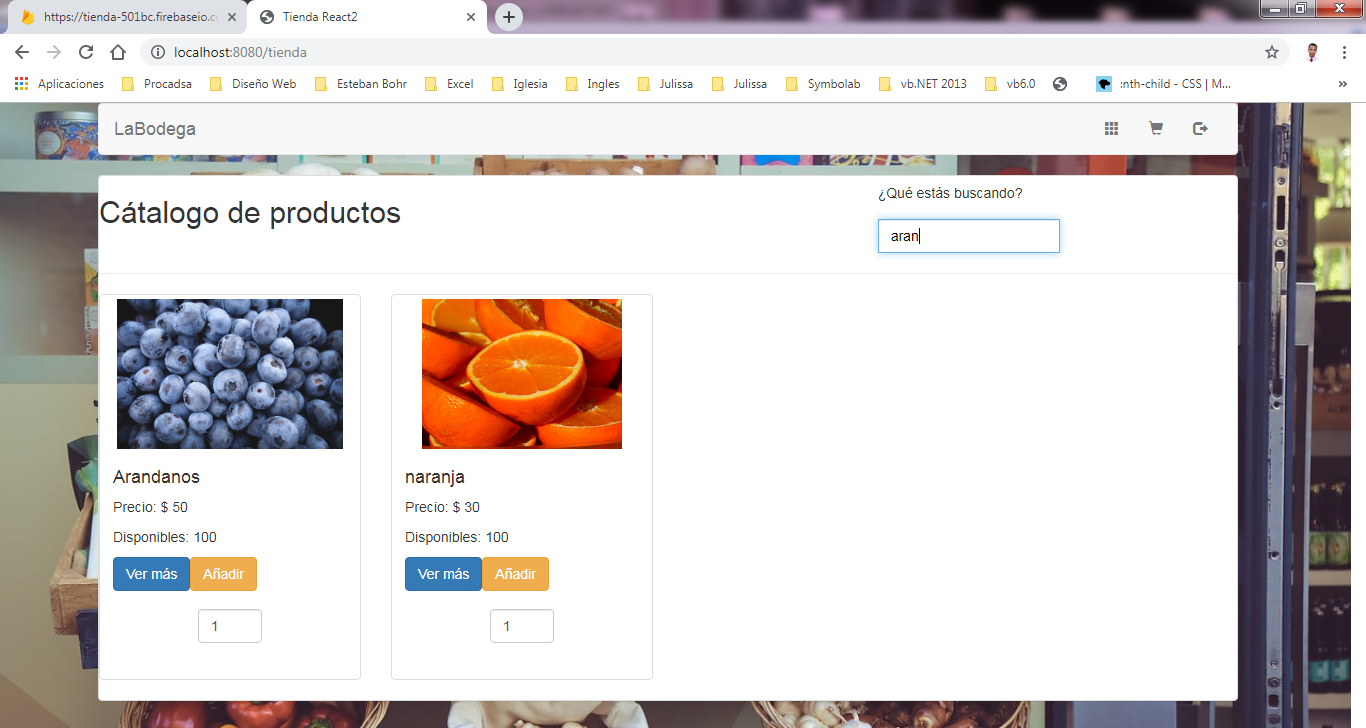 https://tienda-501bc.firebaseio.co
Tienda React2
localhost:8080/tienda
Aplicaciones Procadsa Diseño Web Esteban Bohr Excel Iglesia Ingles Julissa Julissa Symbolab vb.NET 2013 vb6.0 :nth-child - CSS | M... »
LaBodega
¿Qué estás buscando?
Cátalogo de productos
aran
Arandanos
Precio: $ 50
Disponibles: 100
Ver más Añadir
1
naranja
Precio: $ 30
Disponibles: 100
Ver más Añadir
1